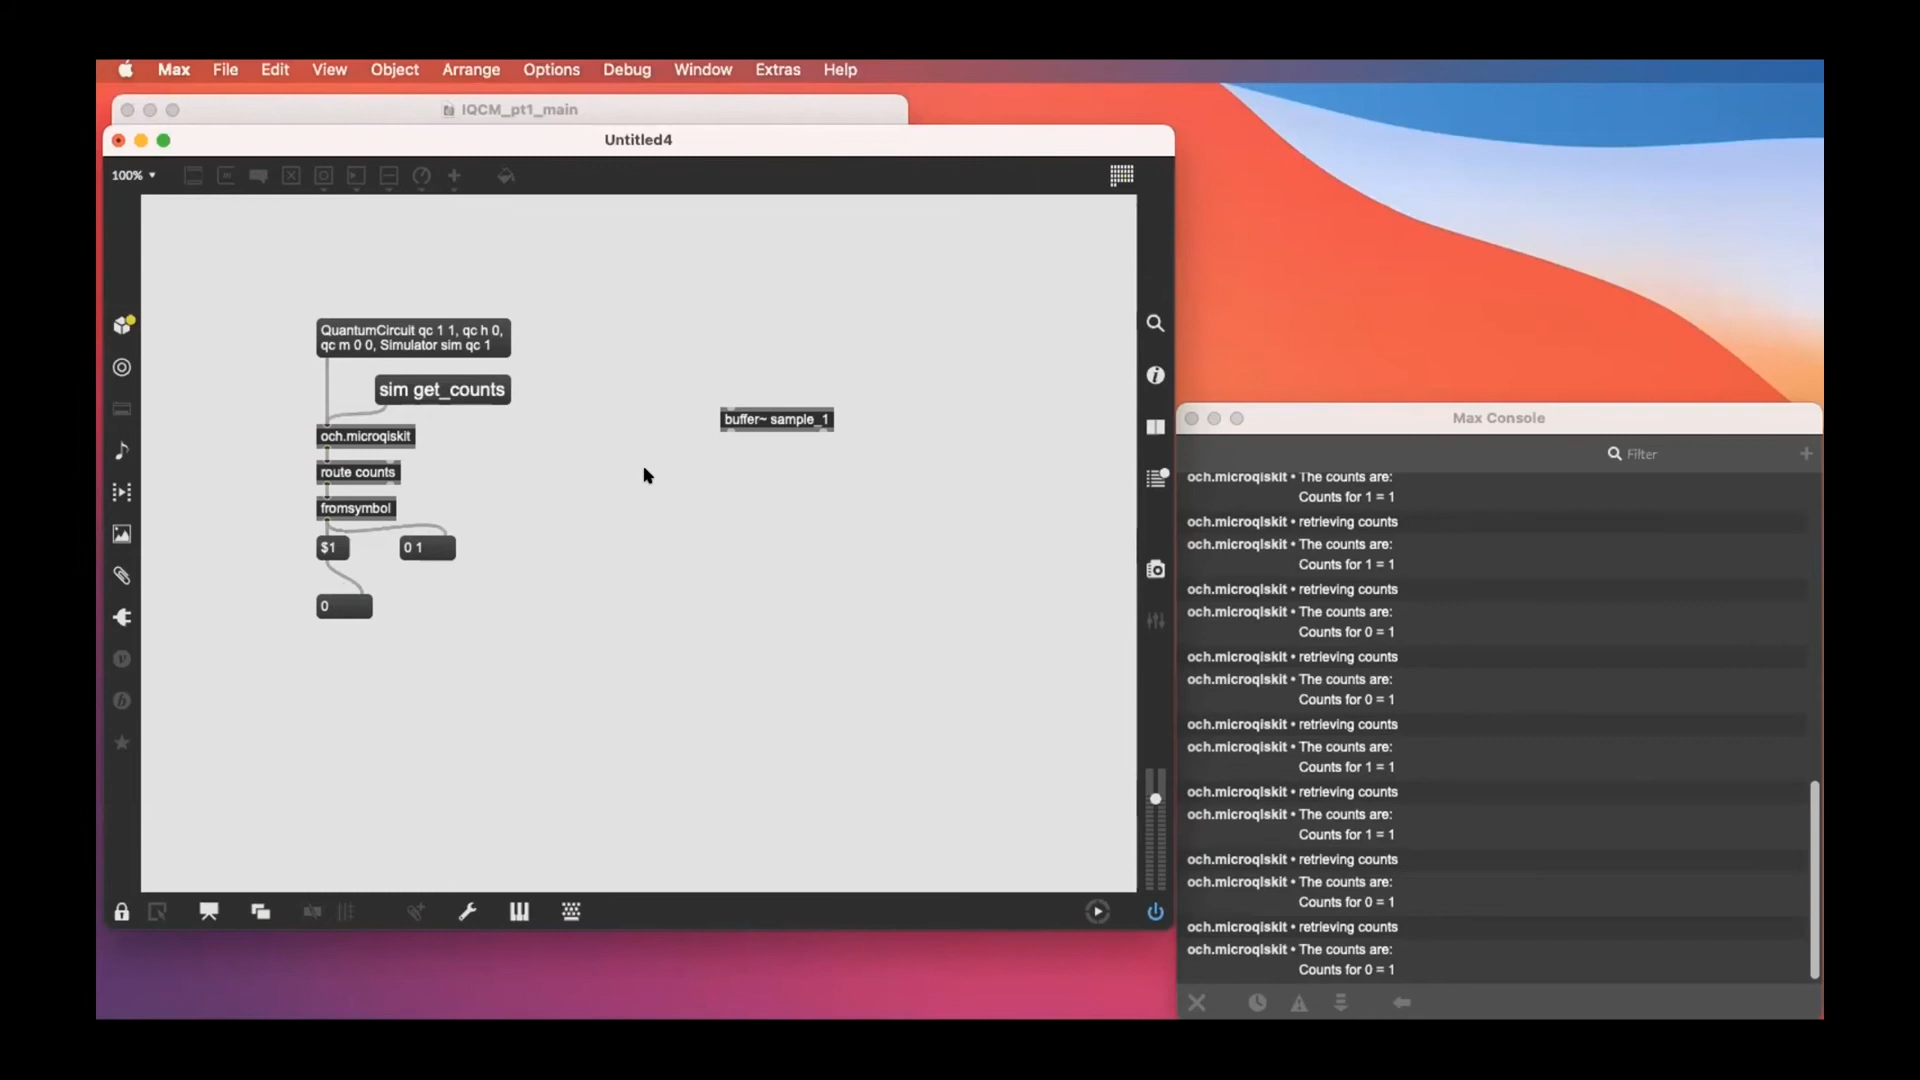 Max File Edit View Object Arrange Options Debug Window Extras Help
IQCM_pt1_main
Untitled4
100%
QuantumCircuit qc 1 1, qc h 0,
qc m 0 0, Simulator sim qc 1
sim get_counts
och.microqiskit
route counts
fromsymbol
$1
0 1
0
buffer~ sample_1
Max Console
Filter
och.microqiskit • The counts are:
Counts for 1 = 1
och.microqiskit • retrieving counts
och.microqiskit • The counts are:
Counts for 1 = 1
och.microqiskit • retrieving counts
och.microqiskit • The counts are:
Counts for 0 = 1
och.microqiskit • retrieving counts
och.microqiskit • The counts are:
Counts for 0 = 1
och.microqiskit • retrieving counts
och.microqiskit • The counts are:
Counts for 1 = 1
och.microqiskit • retrieving counts
och.microqiskit • The counts are:
Counts for 1 = 1
och.microqiskit • retrieving counts
och.microqiskit • The counts are:
Counts for 0 = 1
och.microqiskit • retrieving counts
och.microqiskit • The counts are:
Counts for 0 = 1